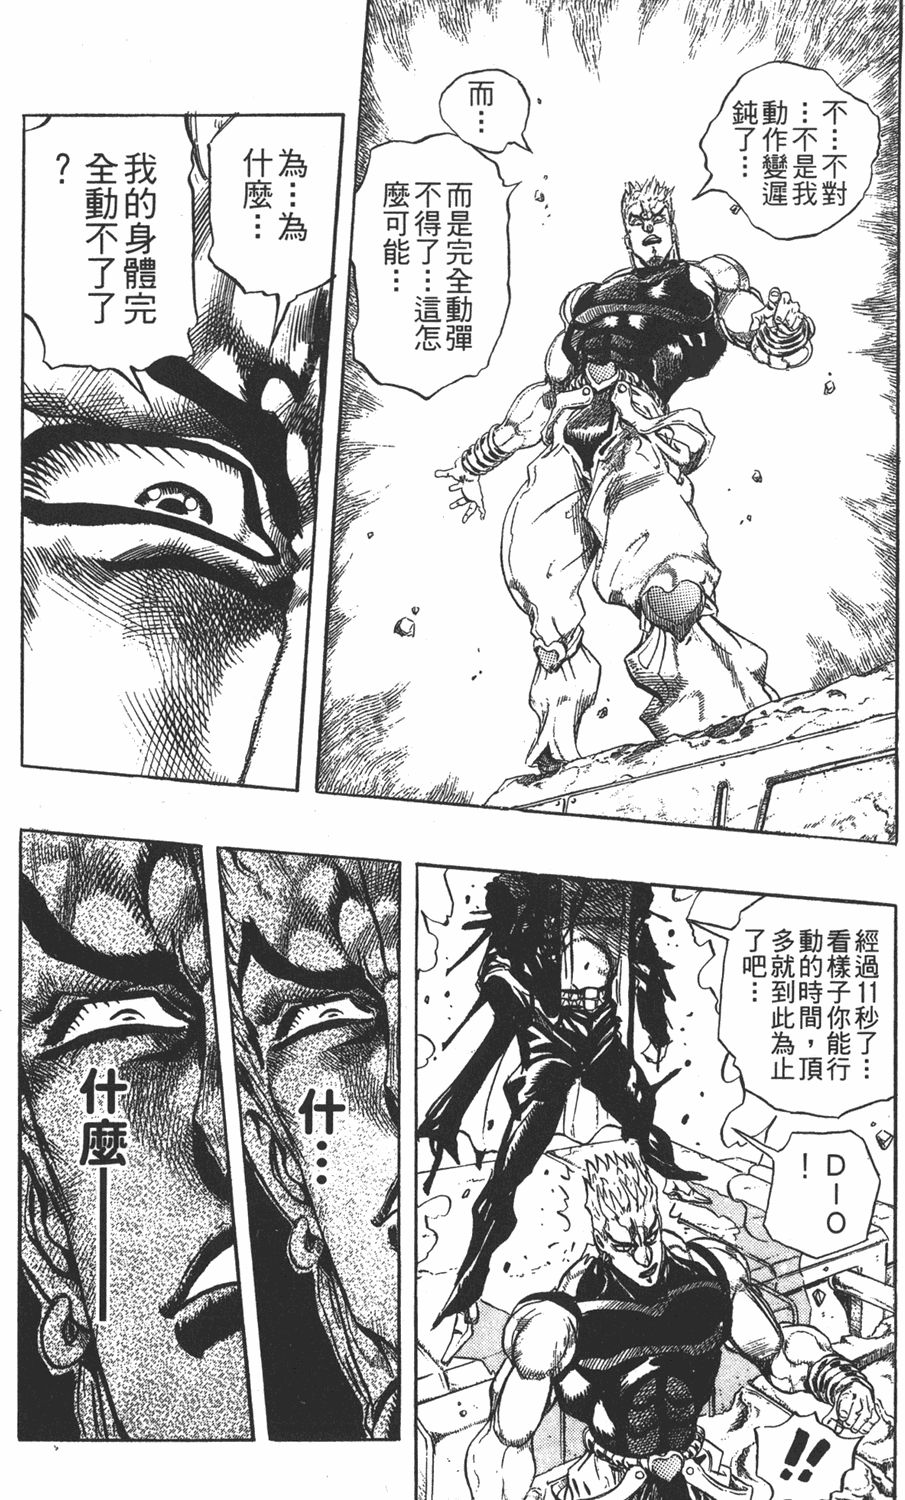 不…不對
…不是我
動作變遲
鈍了…
而…
而是完全動彈
不得了…這怎
麼可能…
為…為
什麼…
我的身體完
全動不了了
？
經過11秒了…
看樣子你能行
動的時間，頂
多就到此為止
了吧…
DIO
！
!!
什…
什麼——